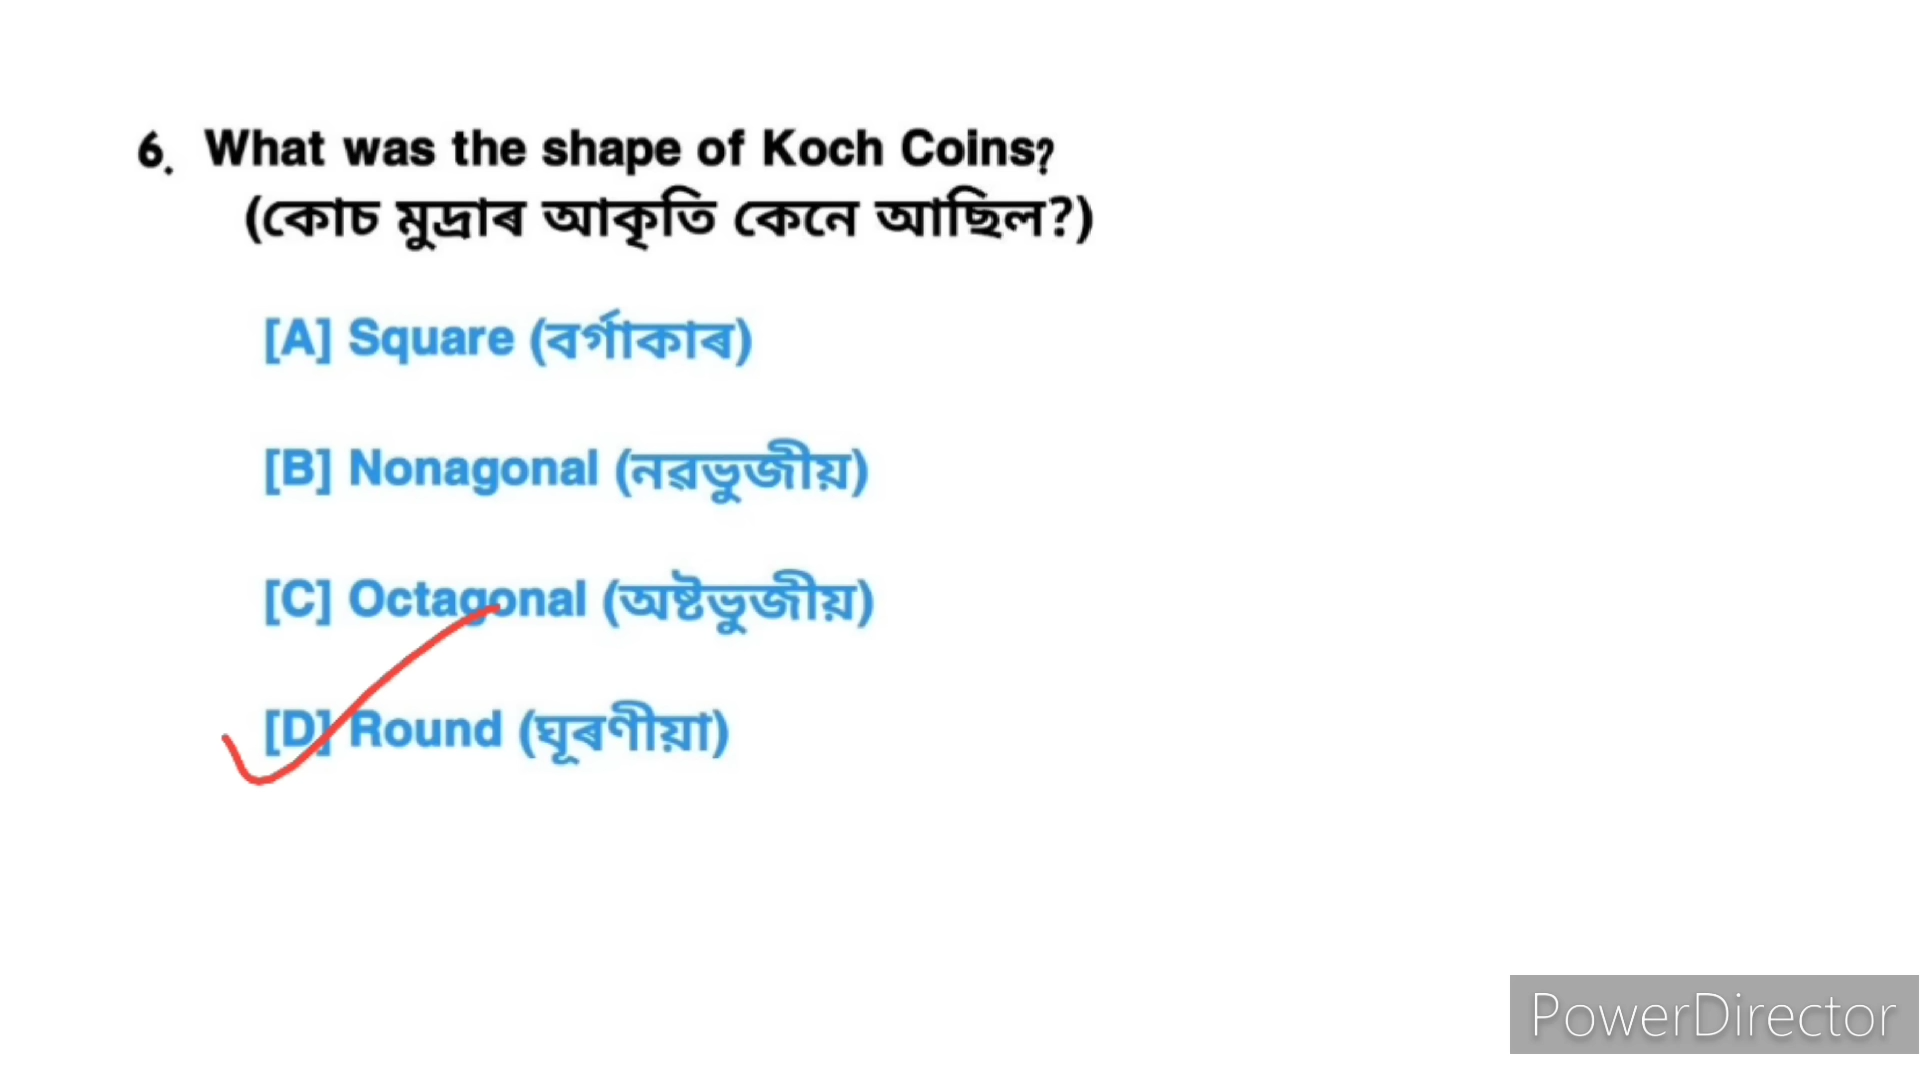 6. What was the shape of Koch Coins?
(কোচ মুদ্ৰাৰ আকৃতি কেনে আছিল?)
[A] Square (বৰ্গাকাৰ)
[B] Nonagonal (নৱভুজীয়)
[C] Octagonal (অষ্টভুজীয়)
[D] Round (ঘূৰণীয়া)
PowerDirector